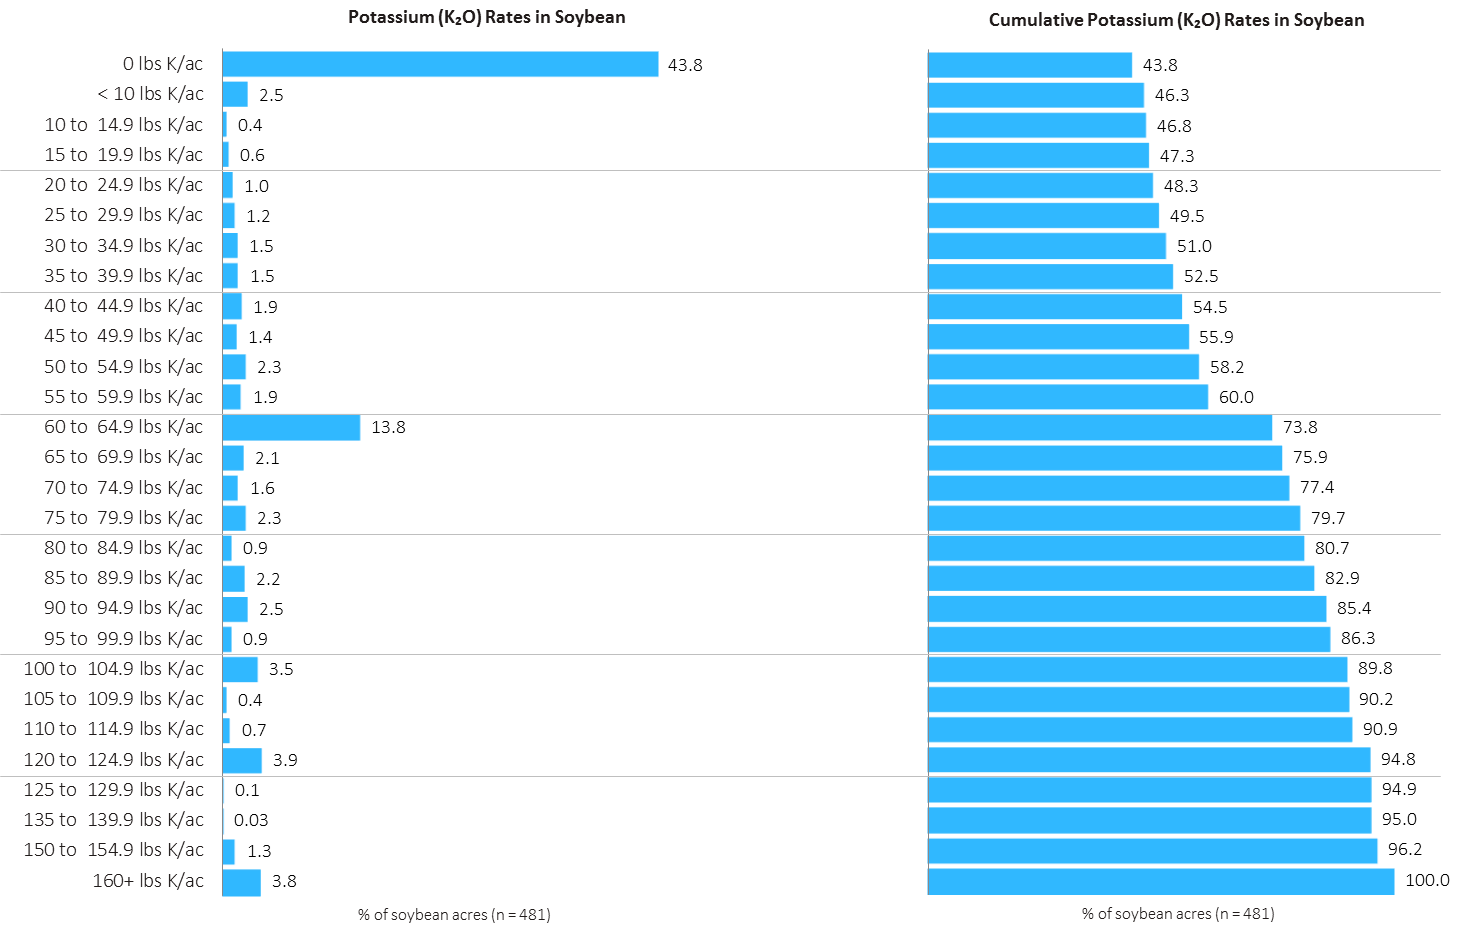 Potassium (K₂O) Rates in Soybean
Cumulative Potassium (K₂O) Rates in Soybean
0 lbs K/ac 43.8 43.8
< 10 lbs K/ac 2.5 46.3
10 to 14.9 lbs K/ac 0.4 46.8
15 to 19.9 lbs K/ac 0.6 47.3
20 to 24.9 lbs K/ac 1.0 48.3
25 to 29.9 lbs K/ac 1.2 49.5
30 to 34.9 lbs K/ac 1.5 51.0
35 to 39.9 lbs K/ac 1.5 52.5
40 to 44.9 lbs K/ac 1.9 54.5
45 to 49.9 lbs K/ac 1.4 55.9
50 to 54.9 lbs K/ac 2.3 58.2
55 to 59.9 lbs K/ac 1.9 60.0
60 to 64.9 lbs K/ac 13.8 73.8
65 to 69.9 lbs K/ac 2.1 75.9
70 to 74.9 lbs K/ac 1.6 77.4
75 to 79.9 lbs K/ac 2.3 79.7
80 to 84.9 lbs K/ac 0.9 80.7
85 to 89.9 lbs K/ac 2.2 82.9
90 to 94.9 lbs K/ac 2.5 85.4
95 to 99.9 lbs K/ac 0.9 86.3
100 to 104.9 lbs K/ac 3.5 89.8
105 to 109.9 lbs K/ac 0.4 90.2
110 to 114.9 lbs K/ac 0.7 90.9
120 to 124.9 lbs K/ac 3.9 94.8
125 to 129.9 lbs K/ac 0.1 94.9
135 to 139.9 lbs K/ac 0.03 95.0
150 to 154.9 lbs K/ac 1.3 96.2
160+ lbs K/ac 3.8 100.0
% of soybean acres (n = 481)
% of soybean acres (n = 481)